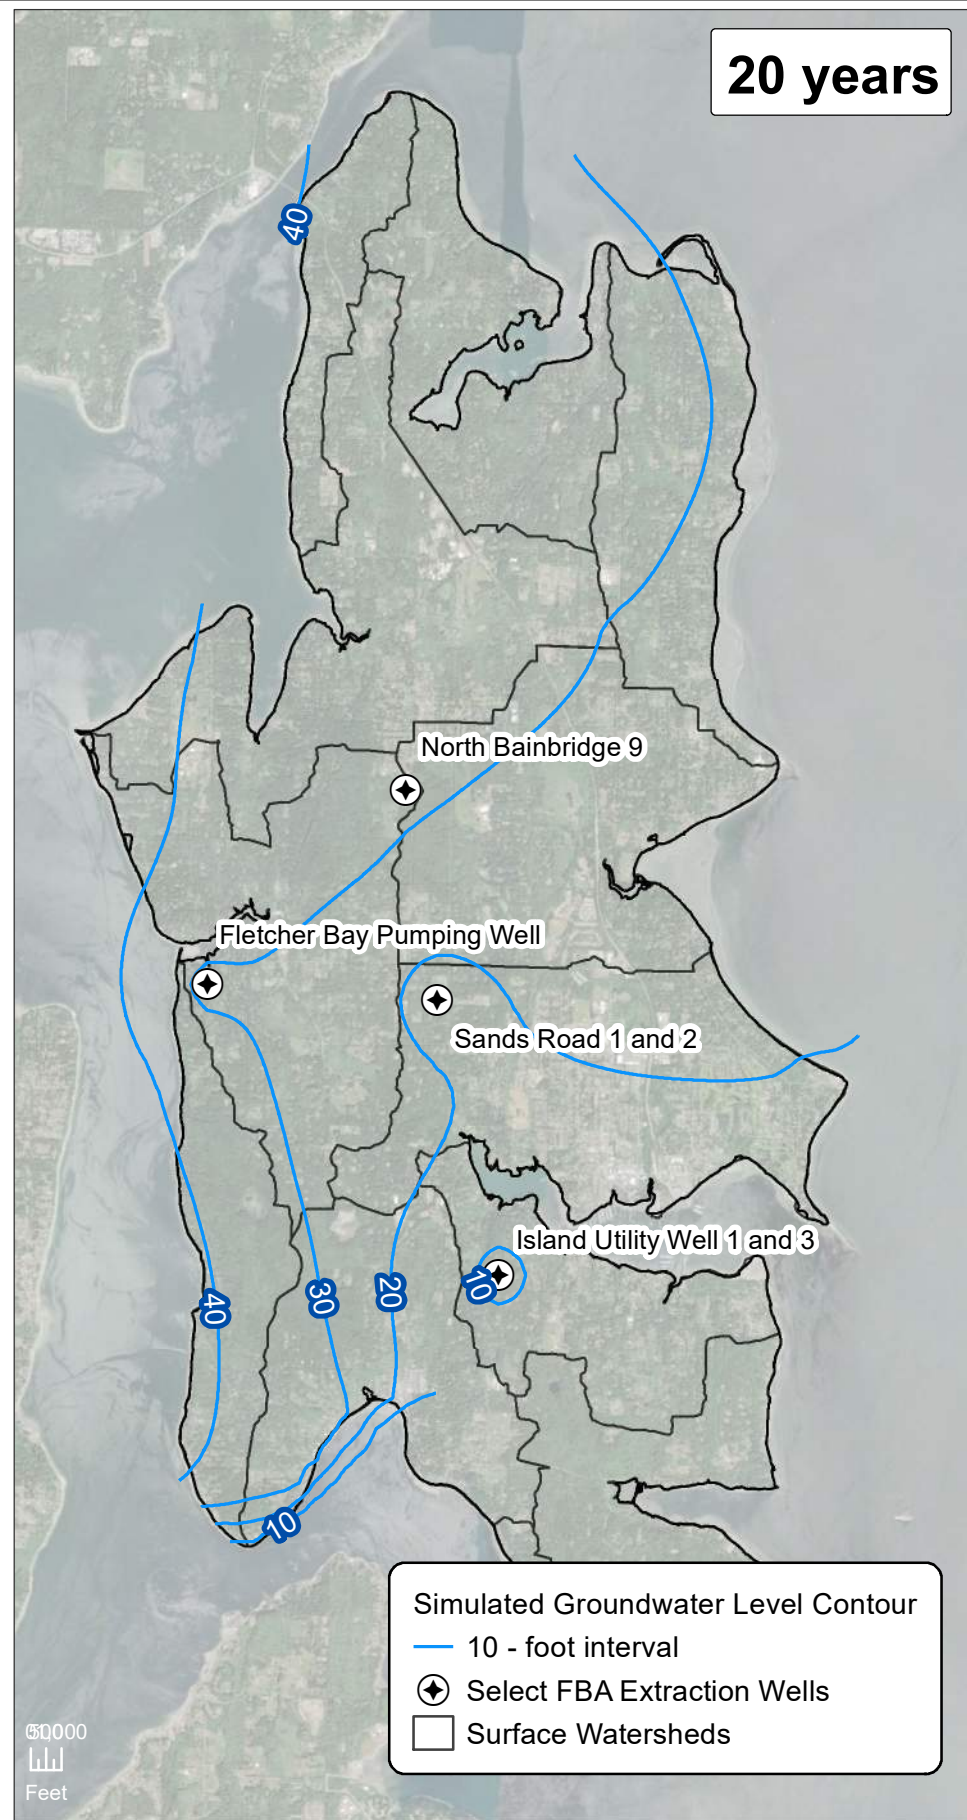 20 years
40
North Bainbridge 9
Fletcher Bay Pumping Well
Sands Road 1 and 2
Island Utility Well 1 and 3
10
40
30
20
10
Simulated Groundwater Level Contour
10 - foot interval
Select FBA Extraction Wells
Surface Watersheds
Feet